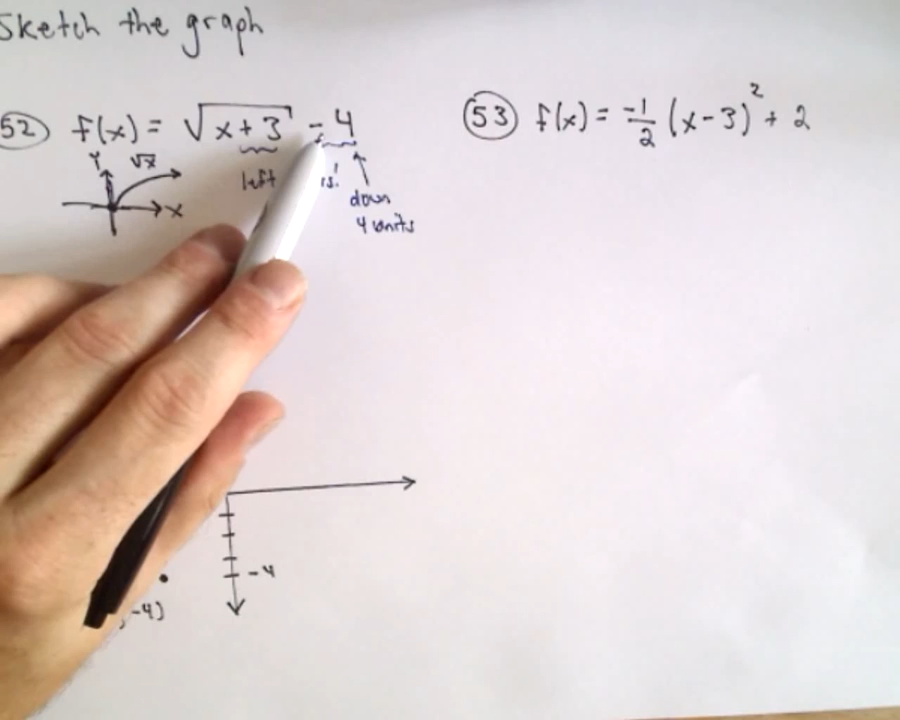 Sketch the graph
52 f(x) = √(x+3) - 4
53 f(x) = -1/2 (x-3)² + 2
Y √x
left
down
4 units
X
-4
-4)